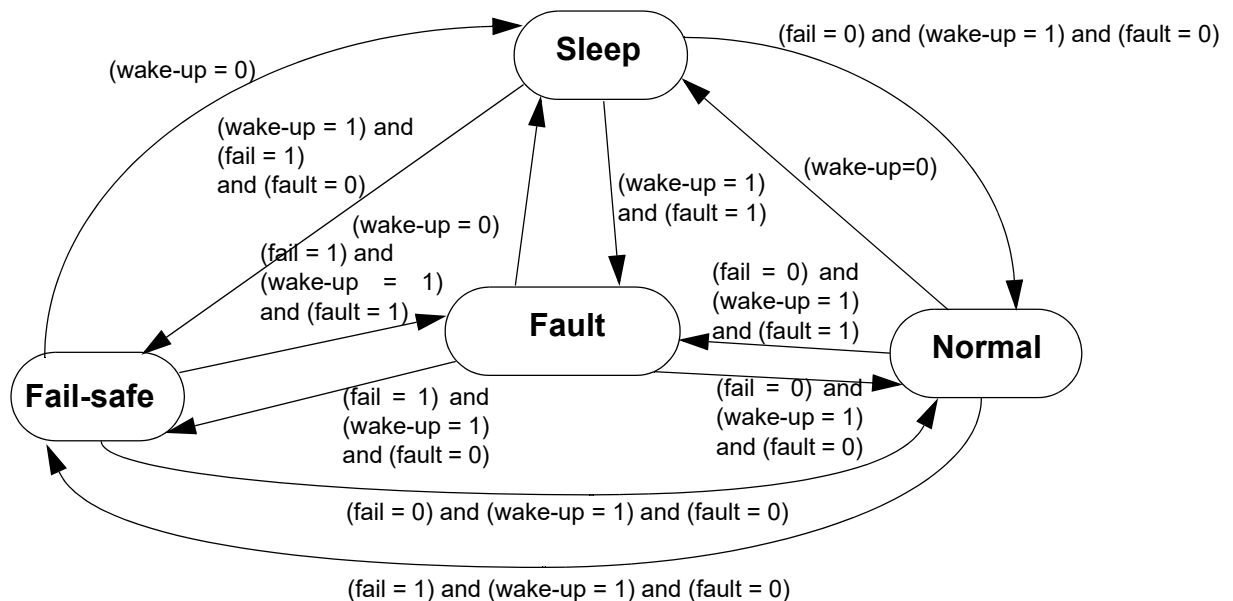 Sleep
(fail = 0) and (wake-up = 1) and (fault = 0)
(wake-up = 0)
(wake-up = 1) and
(fail = 1)
and (fault = 0)
(wake-up = 1)
and (fault = 1)
(wake-up=0)
(wake-up = 0)
(fail = 1) and
(wake-up = 1)
and (fault = 1)
(fail = 0) and
(wake-up = 1)
and (fault = 1)
Fault
Normal
Fail-safe
(fail = 1) and
(wake-up = 1)
and (fault = 0)
(fail = 0) and
(wake-up = 1)
and (fault = 0)
(fail = 0) and (wake-up = 1) and (fault = 0)
(fail = 1) and (wake-up = 1) and (fault = 0)